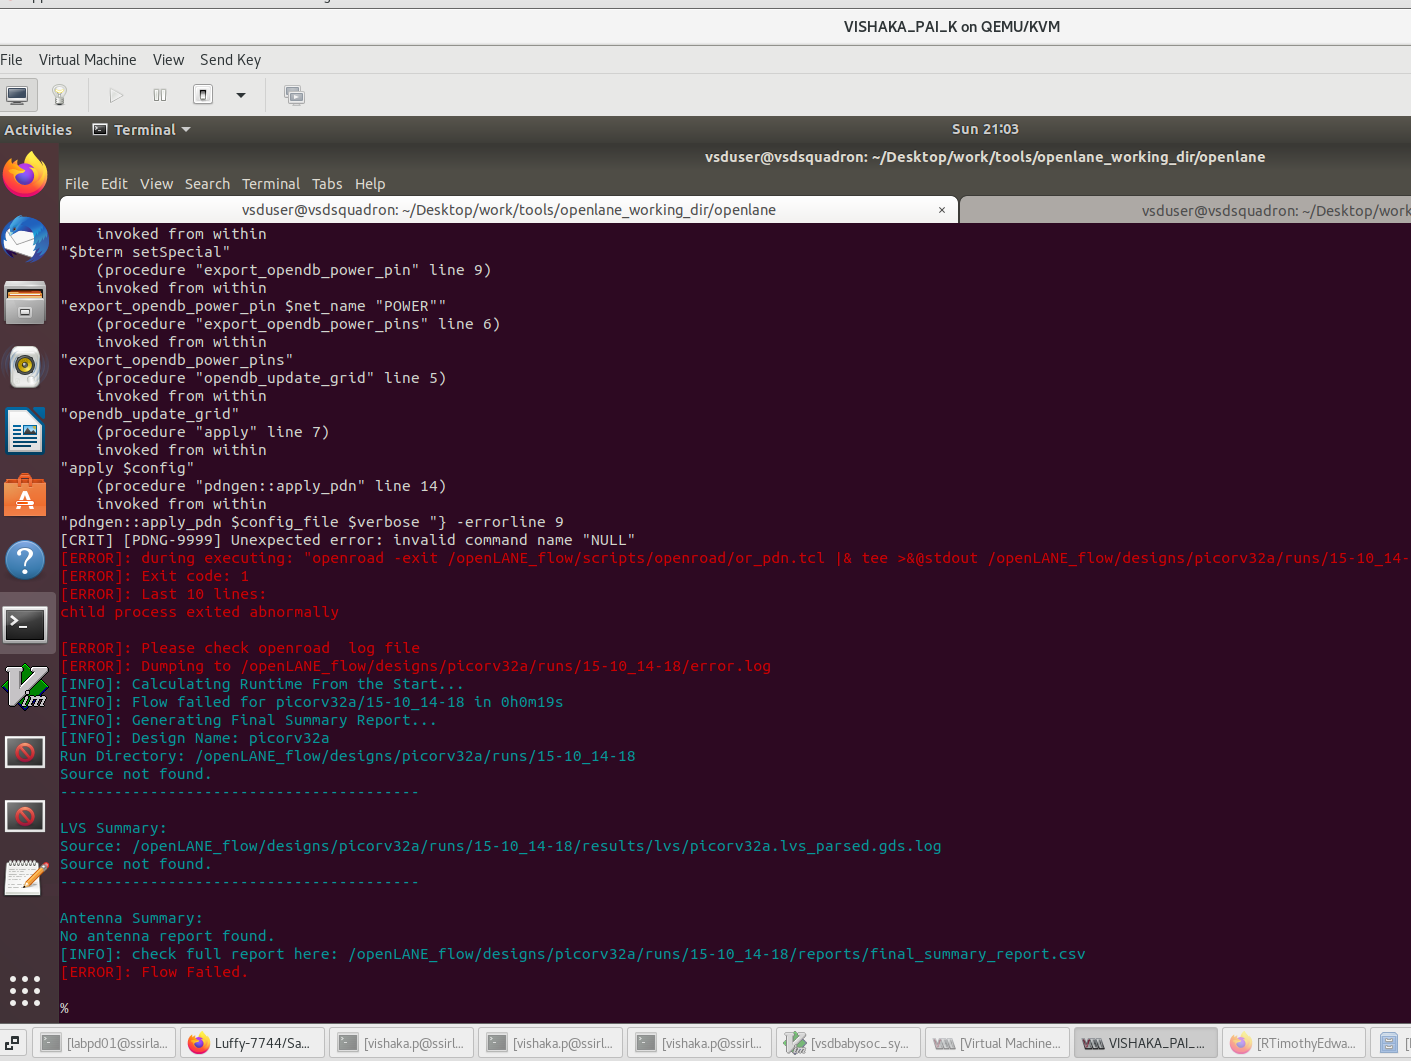 VISHAKA_PAI_K on QEMU/KVM
File Virtual Machine View Send Key
Activities Terminal Sun 21:03
vsduser@vsdsquadron: ~/Desktop/work/tools/openlane_working_dir/openlane
File Edit View Search Terminal Tabs Help
vsduser@vsdsquadron: ~/Desktop/work/tools/openlane_working_dir/openlane × vsduser@vsdsquadron: ~/Desktop/work
    invoked from within
"$bterm setSpecial"
    (procedure "export_opendb_power_pin" line 9)
    invoked from within
"export_opendb_power_pin $net_name "POWER""
    (procedure "export_opendb_power_pins" line 6)
    invoked from within
"export_opendb_power_pins"
    (procedure "opendb_update_grid" line 5)
    invoked from within
"opendb_update_grid"
    (procedure "apply" line 7)
    invoked from within
"apply $config"
    (procedure "pdngen::apply_pdn" line 14)
    invoked from within
"pdngen::apply_pdn $config_file $verbose "} -errorline 9
[CRIT] [PDNG-9999] Unexpected error: invalid command name "NULL"
[ERROR]: during executing: "openroad -exit /openLANE_flow/scripts/openroad/or_pdn.tcl |& tee >&@stdout /openLANE_flow/designs/picorv32a/runs/15-10_14-
[ERROR]: Exit code: 1
[ERROR]: Last 10 lines:
child process exited abnormally
[ERROR]: Please check openroad  log file
[ERROR]: Dumping to /openLANE_flow/designs/picorv32a/runs/15-10_14-18/error.log
[INFO]: Calculating Runtime From the Start...
[INFO]: Flow failed for picorv32a/15-10_14-18 in 0h0m19s
[INFO]: Generating Final Summary Report...
[INFO]: Design Name: picorv32a
Run Directory: /openLANE_flow/designs/picorv32a/runs/15-10_14-18
Source not found.
----------------------------------------
LVS Summary:
Source: /openLANE_flow/designs/picorv32a/runs/15-10_14-18/results/lvs/picorv32a.lvs_parsed.gds.log
Source not found.
----------------------------------------
Antenna Summary:
No antenna report found.
[INFO]: check full report here: /openLANE_flow/designs/picorv32a/runs/15-10_14-18/reports/final_summary_report.csv
[ERROR]: Flow Failed.
%
[labpd01@ssirla... Luffy-7744/Sa... [vishaka.p@ssirl... [vishaka.p@ssirl... [vishaka.p@ssirl... [vsdbabysoc_sy... [Virtual Machine... VISHAKA_PAI_... [RTimothyEdwa...